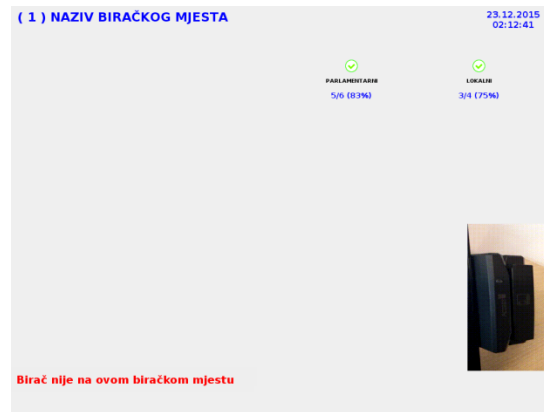 ( 1 ) NAZIV BIRAČKOG MJESTA
23.12.2015
02:12:41
PARLAMENTARNI
LOKALNI
5/6 (83%)
3/4 (75%)
Birač nije na ovom biračkom mjestu